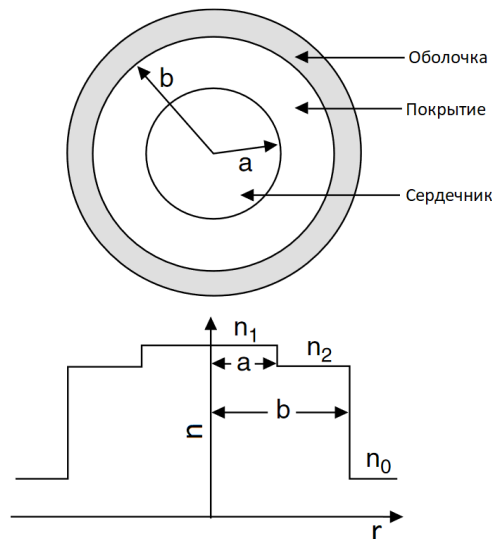 Оболочка
b
Покрытие
a
Сердечник
n₁
n₂
a
b
n
n₀
r